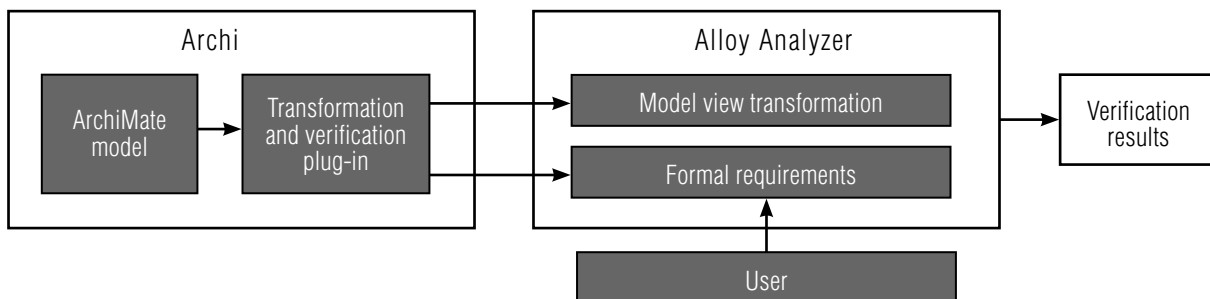 Archi
ArchiMate
model
Transformation
and verification
plug-in
Alloy Analyzer
Model view transformation
Formal requirements
User
Verification
results